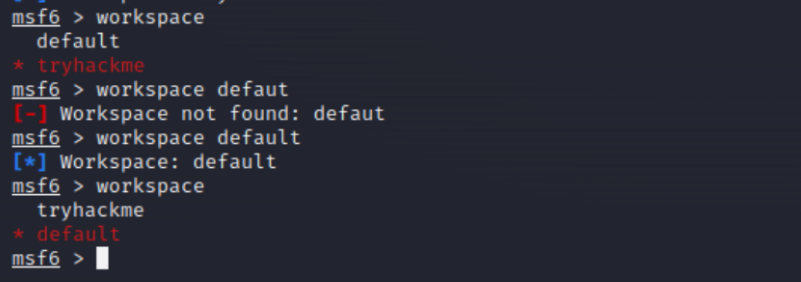 msf6 > workspace
default
* tryhackme
msf6 > workspace defaut
[-] Workspace not found: defaut
msf6 > workspace default
[*] Workspace: default
msf6 > workspace
tryhackme
* default
msf6 >